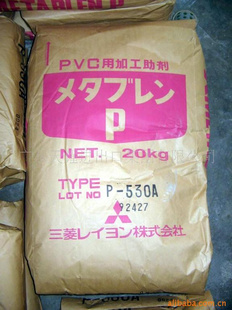 PVC用加工助剤
メタブレン
P
NET. 20kg
TYPE P-530A
LOT NO 92427
三菱レイヨン株式会社